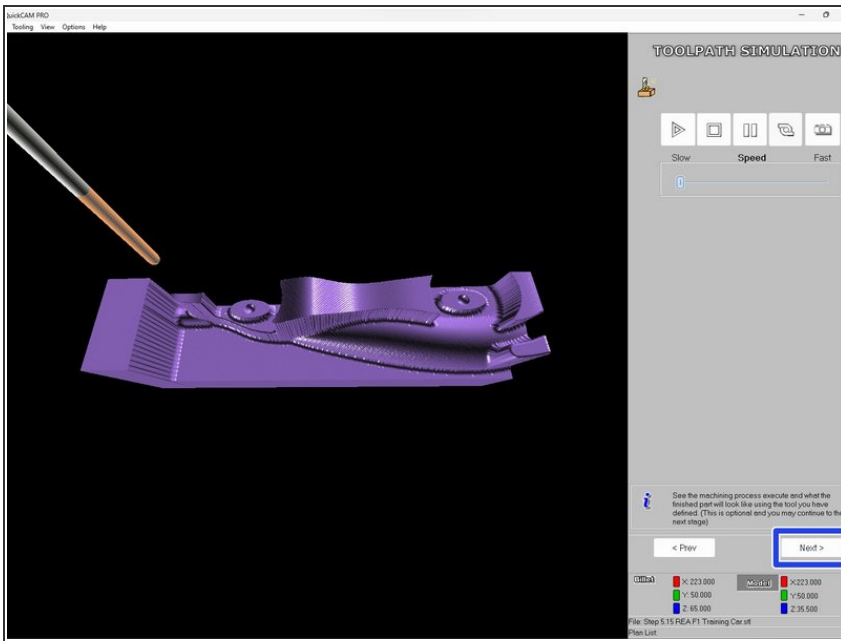 uickCAM PRO
Tooling View Options Help
TOOLPATH SIMULATION
Slow Speed Fast
See the machining process execute and what the
finished part will look like using the tool you have
defined. (This is optional and you may continue to the
next stage)
< Prev Next >
Billet X: 223.000 Model X:223.000
Y: 50.000 Y:50.000
Z: 65.000 Z:35.500
File: Step 5.15 REA F1 Training Car.stl
Plan List